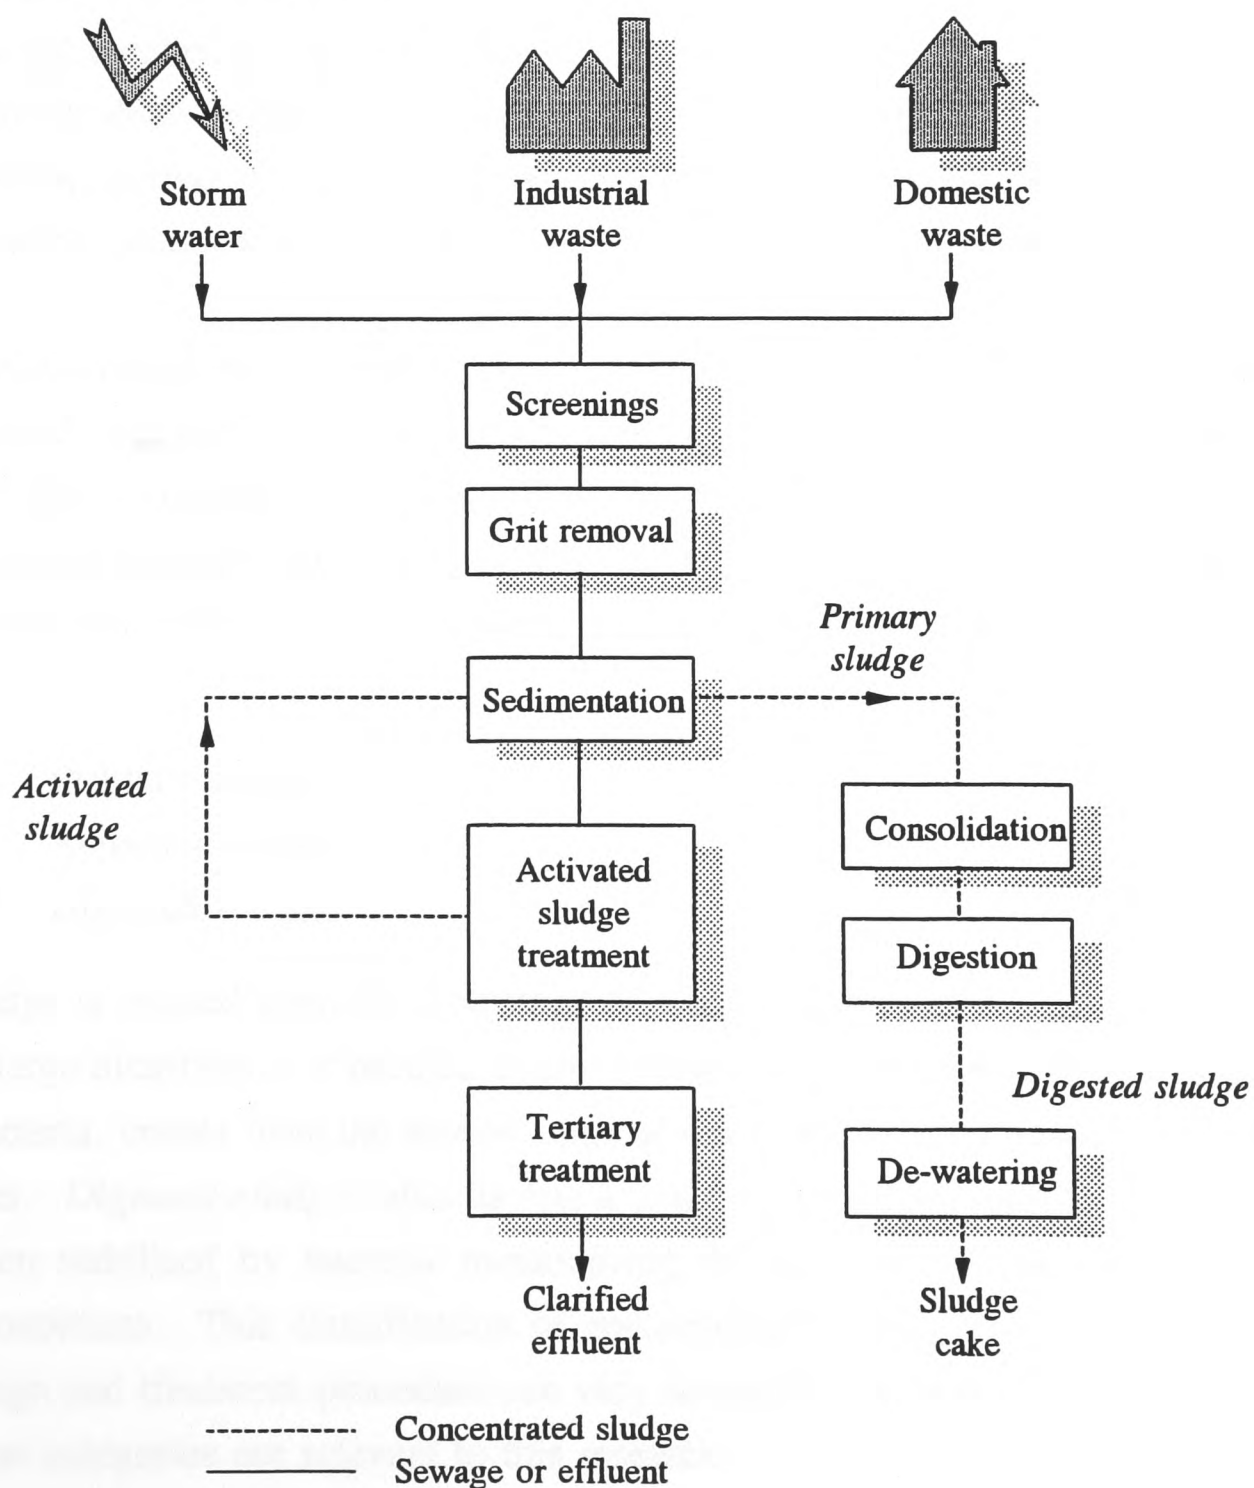 Storm
water
Industrial
waste
Domestic
waste
Screenings
Grit removal
Primary
sludge
Sedimentation
Activated
sludge
Consolidation
Activated
sludge
treatment
Digestion
Digested sludge
Tertiary
treatment
De-watering
Clarified
effluent
Sludge
cake
Concentrated sludge
Sewage or effluent